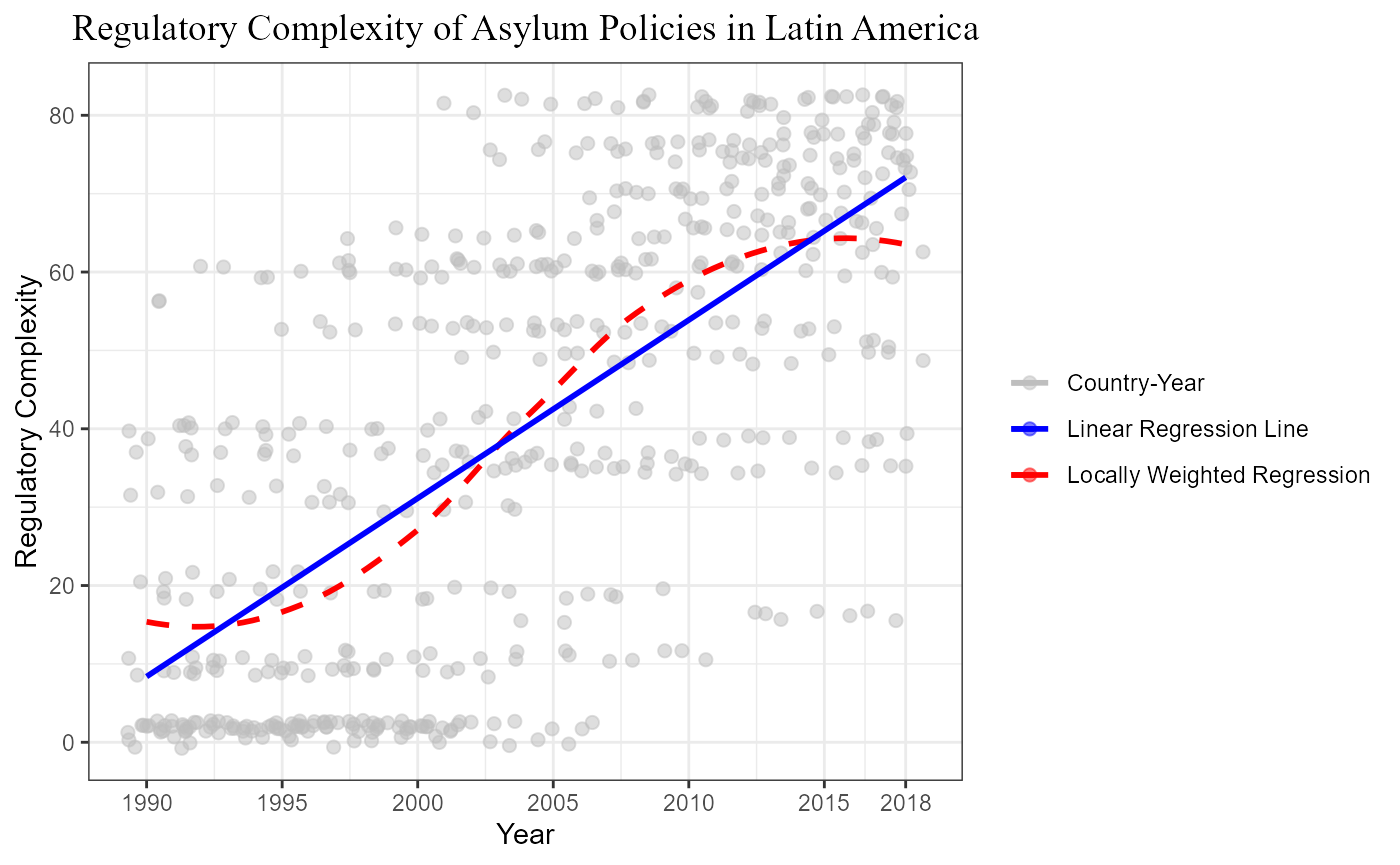 Regulatory Complexity of Asylum Policies in Latin America
Regulatory Complexity
80
60
40
20
0
1990 1995 2000 2005 2010 2015 2018
Year
Country-Year
Linear Regression Line
Locally Weighted Regression